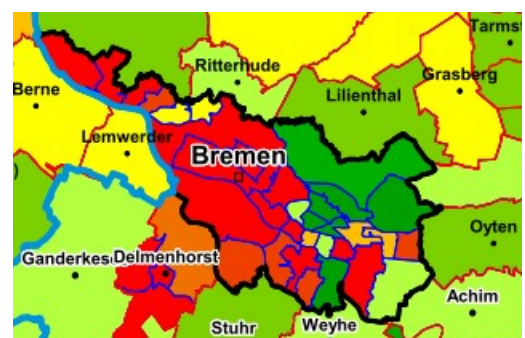 Tarmst
Ritterhude
Grasberg
Berne
Lilienthal
Lemwerder
Bremen
)
Oyten
Ganderkes
Delmenhorst
Achim
Stuhr
Weyhe